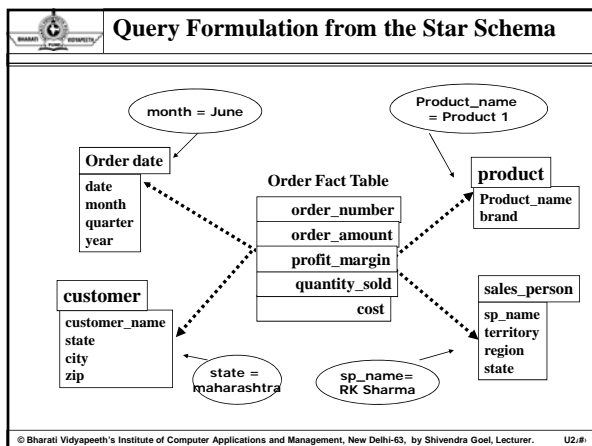 BHARATI
VIDYAPEETH
Query Formulation from the Star Schema
month = June
Product_name
= Product 1
Order date
date
month
quarter
year
Order Fact Table
order_number
order_amount
profit_margin
quantity_sold
cost
product
Product_name
brand
customer
customer_name
state
city
zip
state =
maharashtra
sp_name=
RK Sharma
sales_person
sp_name
territory
region
state
© Bharati Vidyapeeth's Institute of Computer Applications and Management, New Delhi-63, by Shivendra Goel, Lecturer.